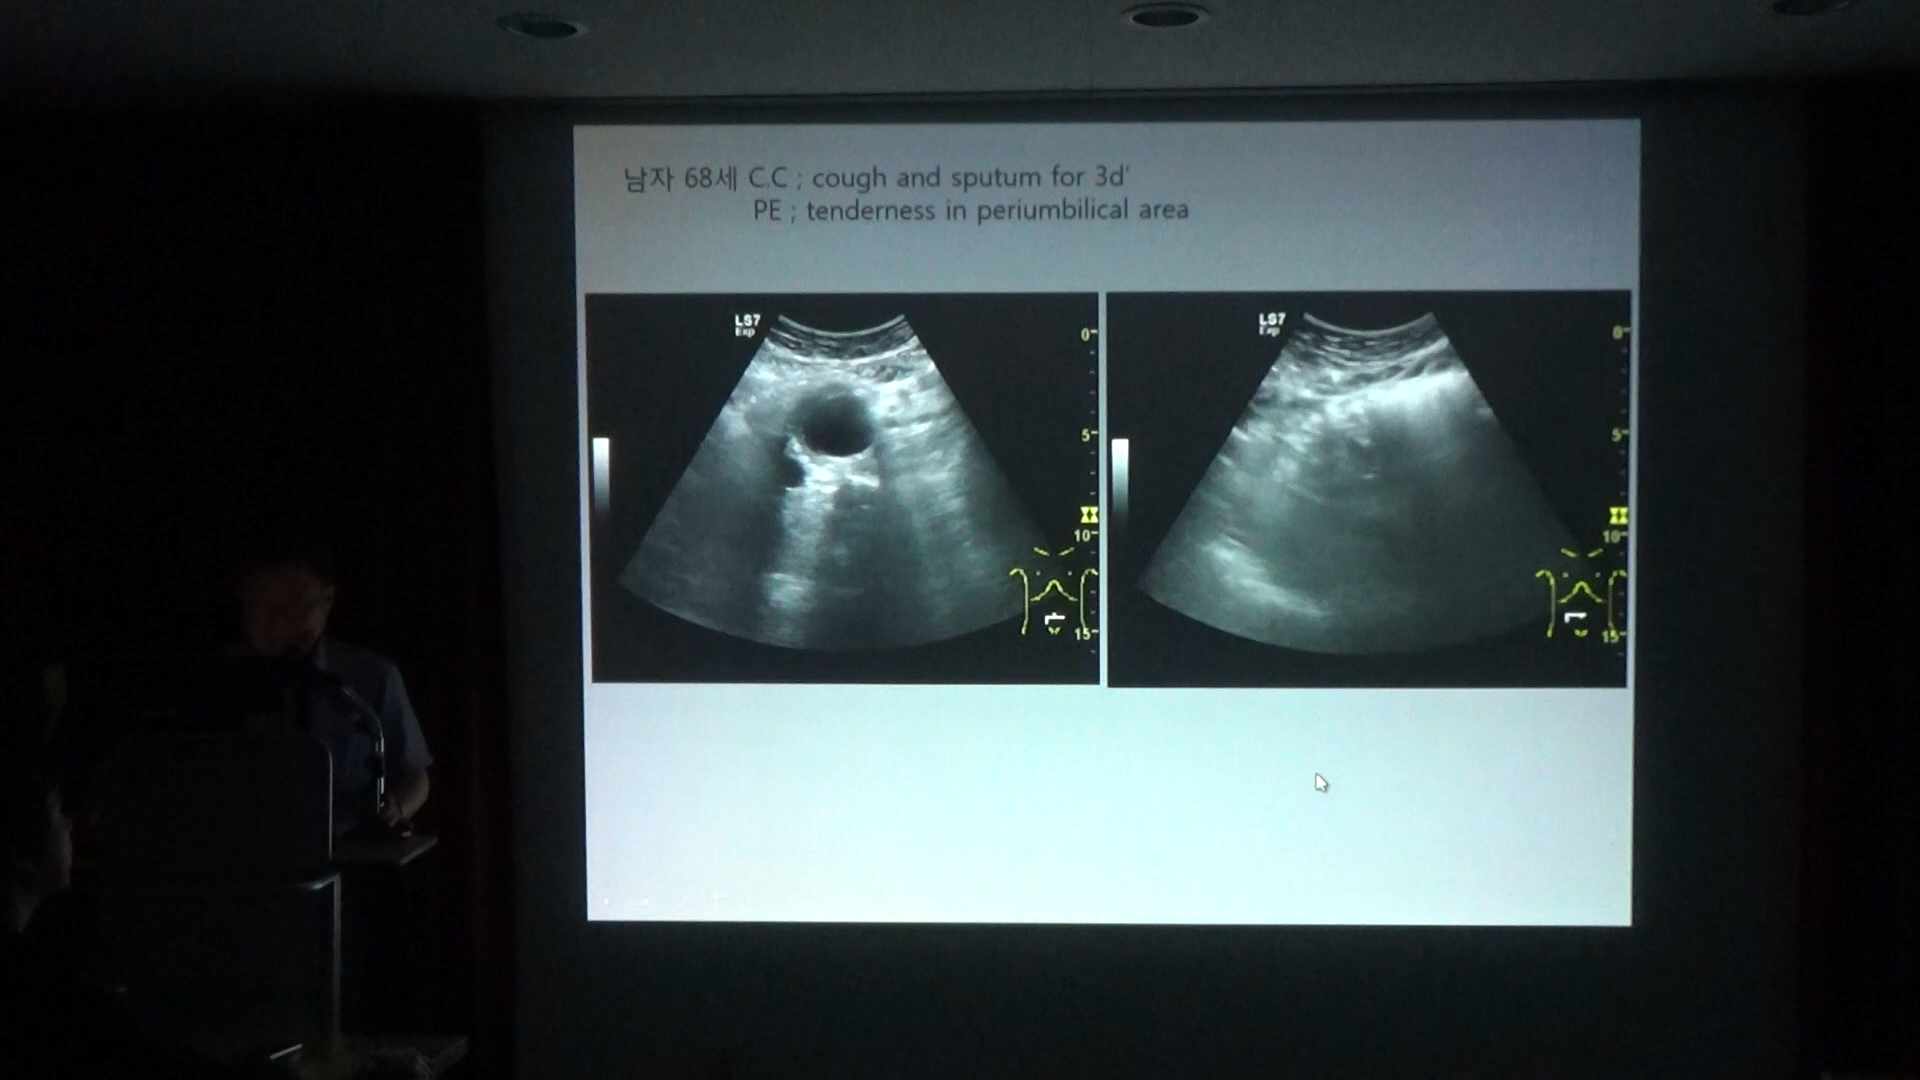 남자 68세 C.C ; cough and sputum for 3d'
PE ; tenderness in periumbilical area
LS7
Exp
0
5
10
15
LS7
Exp
0
5
10
15